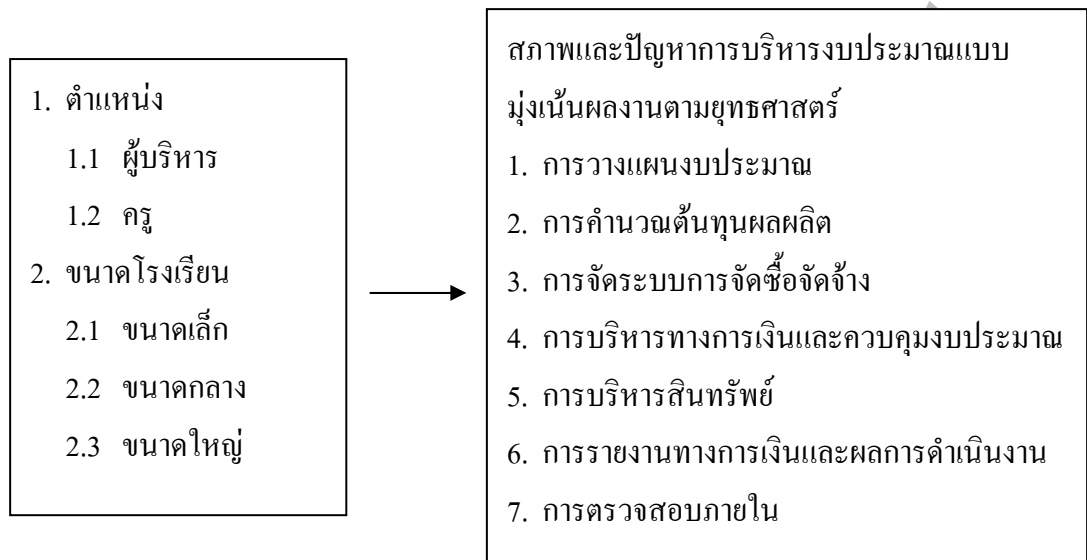 1. ตำแหน่ง
1.1 ผู้บริหาร
1.2 ครู
2. ขนาดโรงเรียน
2.1 ขนาดเล็ก
2.2 ขนาดกลาง
2.3 ขนาดใหญ่
สภาพและปัญหาการบริหารงบประมาณแบบ
มุ่งเน้นผลงานตามยุทธศาสตร์
1. การวางแผนงบประมาณ
2. การคำนวณต้นทุนผลผลิต
3. การจัดระบบการจัดซื้อจัดจ้าง
4. การบริหารทางการเงินและควบคุมงบประมาณ
5. การบริหารสินทรัพย์
6. การรายงานทางการเงินและผลการดำเนินงาน
7. การตรวจสอบภายใน